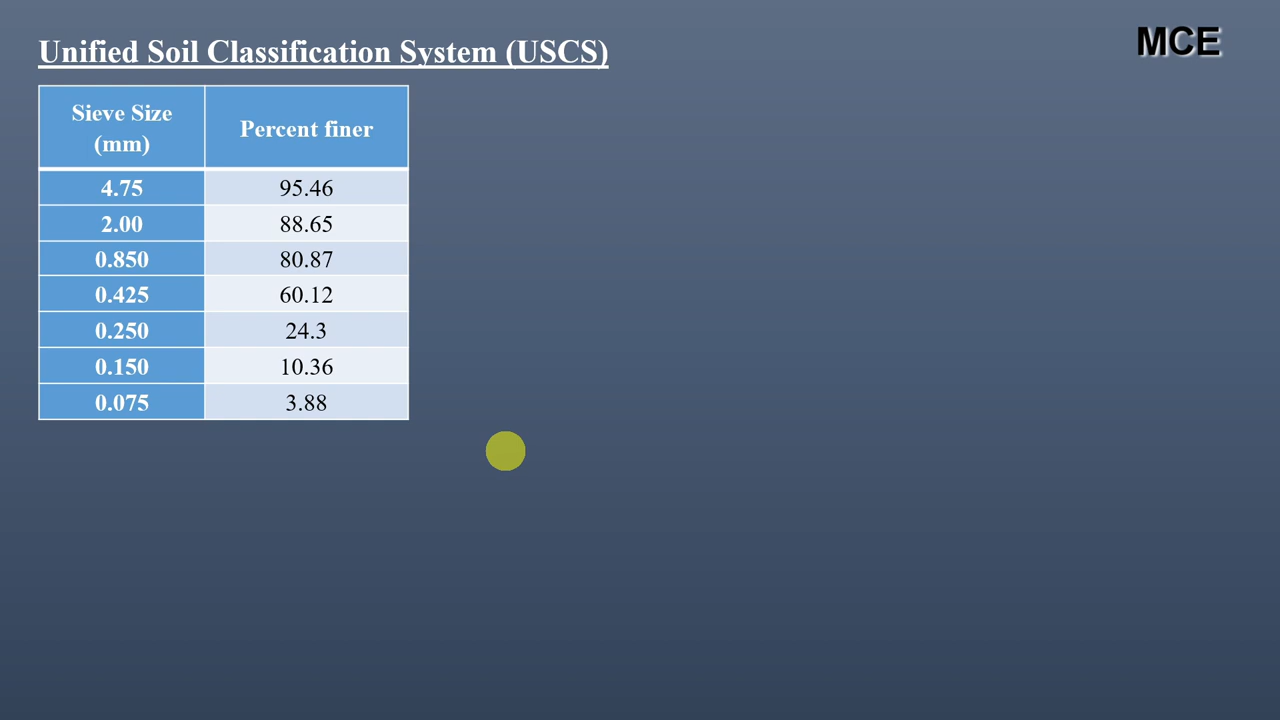 Unified Soil Classification System (USCS)
MCE
Sieve Size (mm) Percent finer
4.75 95.46
2.00 88.65
0.850 80.87
0.425 60.12
0.250 24.3
0.150 10.36
0.075 3.88